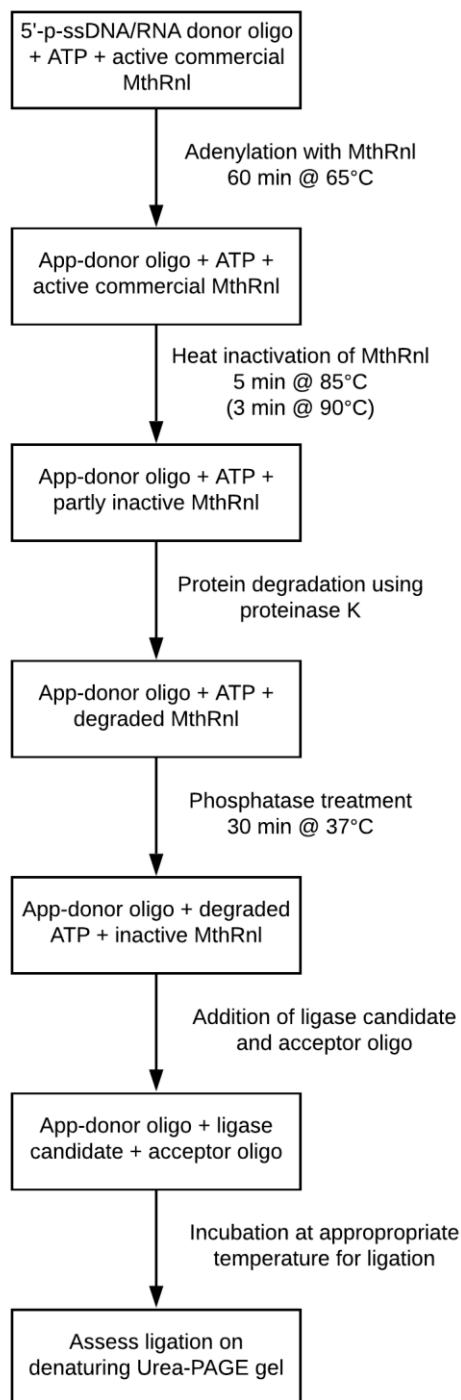 5'-p-ssDNA/RNA donor oligo
+ ATP + active commercial
MthRnl
Adenylation with MthRnl
60 min @ 65°C
App-donor oligo + ATP +
active commercial MthRnl
Heat inactivation of MthRnl
5 min @ 85°C
(3 min @ 90°C)
App-donor oligo + ATP +
partly inactive MthRnl
Protein degradation using
proteinase K
App-donor oligo + ATP +
degraded MthRnl
Phosphatase treatment
30 min @ 37°C
App-donor oligo + degraded
ATP + inactive MthRnl
Addition of ligase candidate
and acceptor oligo
App-donor oligo + ligase
candidate + acceptor oligo
Incubation at appropropriate
temperature for ligation
Assess ligation on
denaturing Urea-PAGE gel